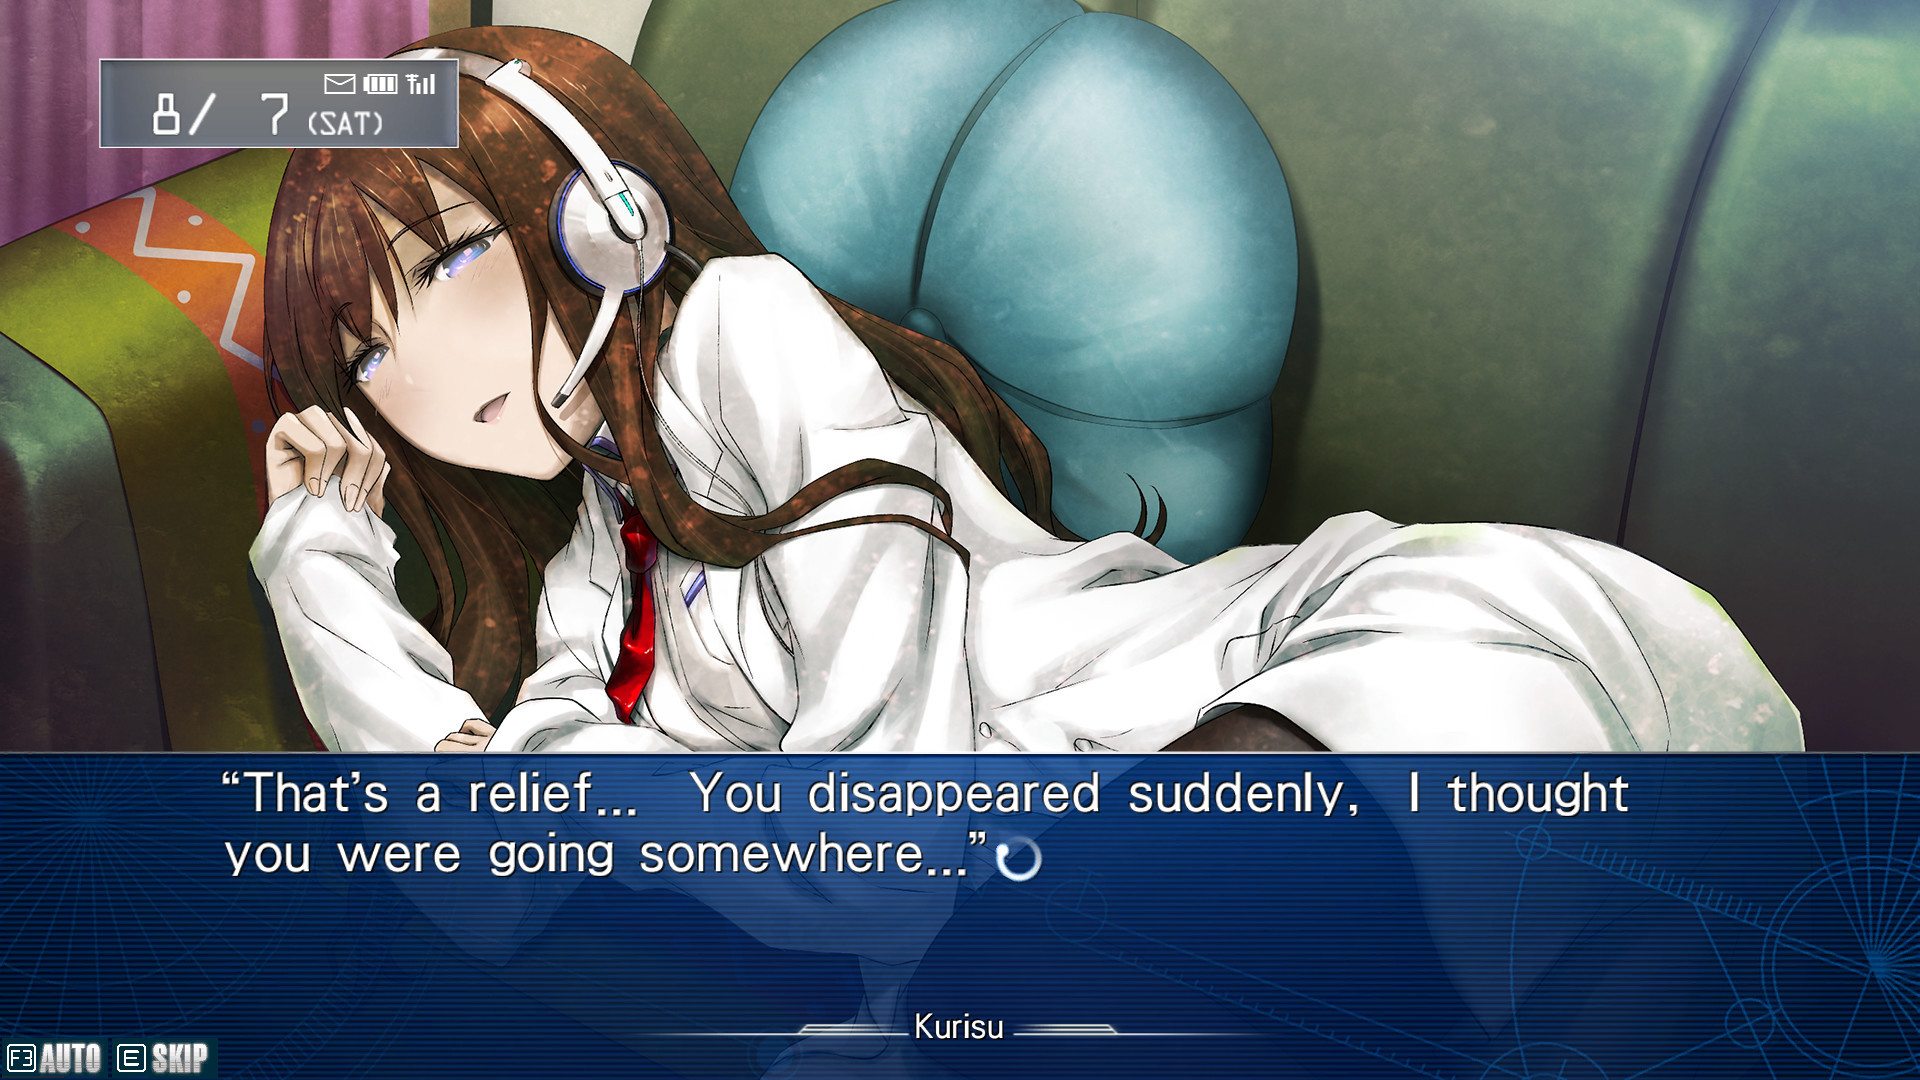 8/ 7 (SAT)
“That’s a relief... You disappeared suddenly, I thought
you were going somewhere...”
Kurisu
F3 AUTO E SKIP